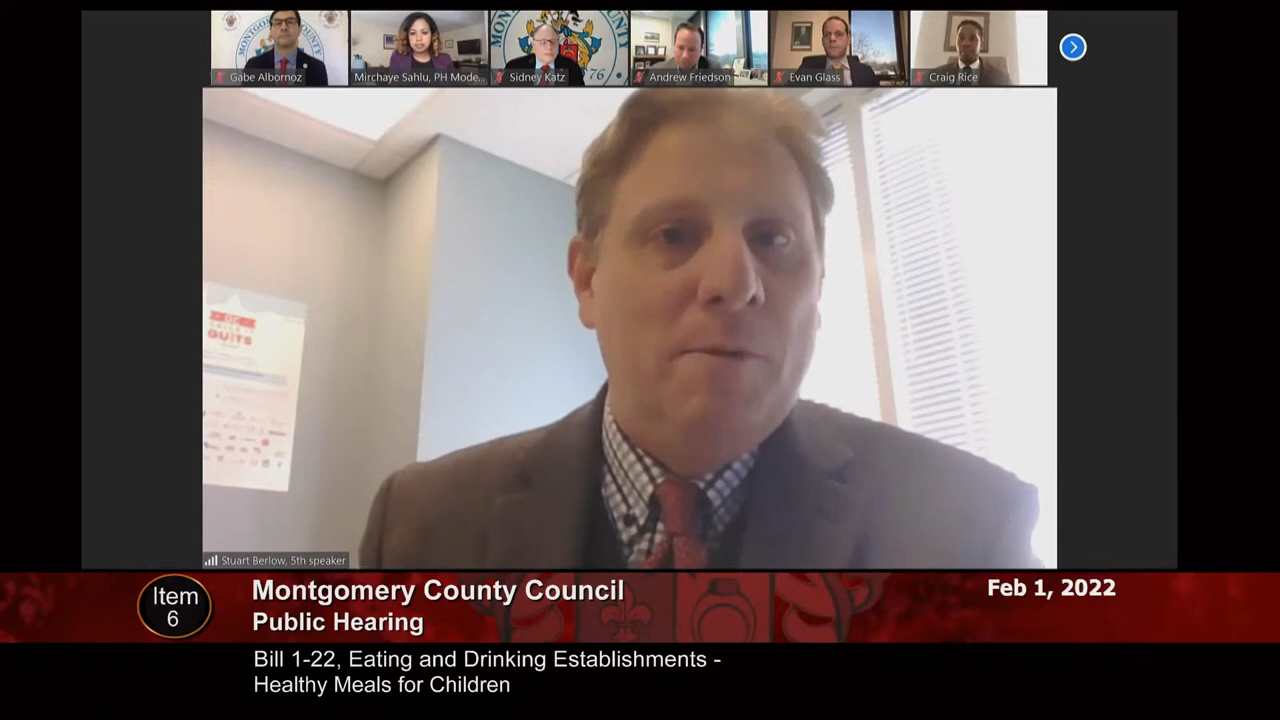 Gabe Albornoz
Mirchaye Sahlu, PH Mode...
Sidney Katz
Andrew Friedson
Evan Glass
Craig Rice
QUITS
Stuart Berlow, 5th speaker
Item
6
Montgomery County Council
Public Hearing
Feb 1, 2022
Bill 1-22, Eating and Drinking Establishments -
Healthy Meals for Children